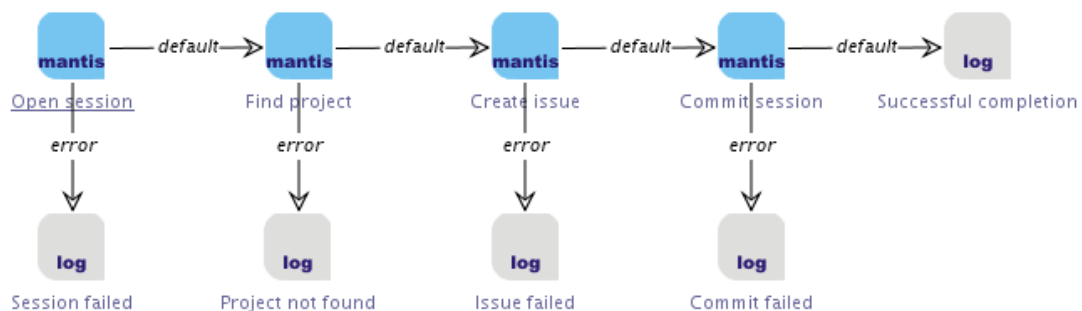 mantis default mantis default mantis default mantis default log
Open session Find project Create issue Commit session Successful completion
error error error error
log log log log
Session failed Project not found Issue failed Commit failed